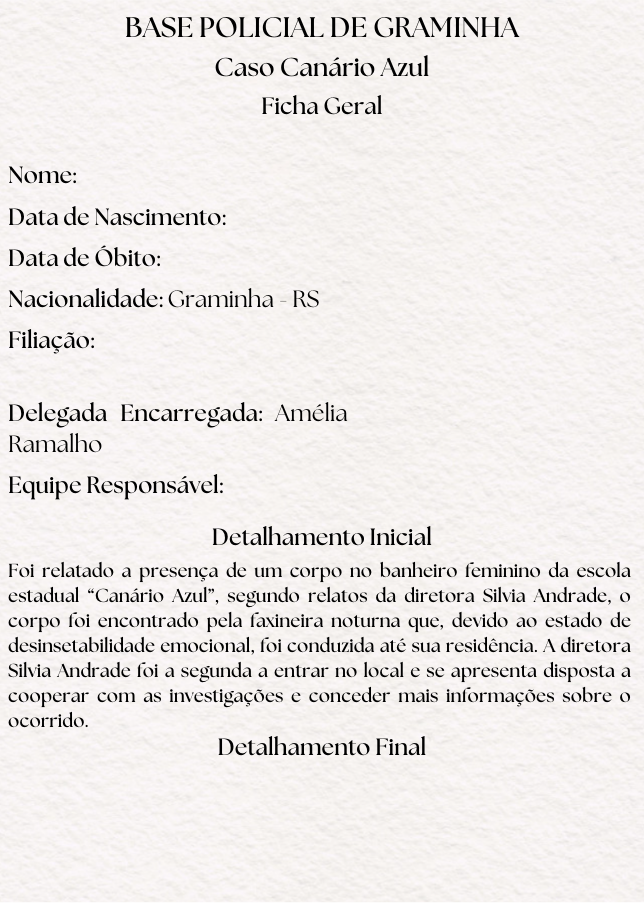 BASE POLICIAL DE GRAMINHA
Caso Canário Azul
Ficha Geral
Nome:
Data de Nascimento:
Data de Óbito:
Nacionalidade: Graminha - RS
Filiação:
Delegada Encarregada: Amélia
Ramalho
Equipe Responsável:
Detalhamento Inicial
Foi relatado a presença de um corpo no banheiro feminino da escola
estadual “Canário Azul”, segundo relatos da diretora Silvia Andrade, o
corpo foi encontrado pela faxineira noturna que, devido ao estado de
desinsetabilidade emocional, foi conduzida até sua residência. A diretora
Silvia Andrade foi a segunda a entrar no local e se apresenta disposta a
cooperar com as investigações e conceder mais informações sobre o
ocorrido.
Detalhamento Final